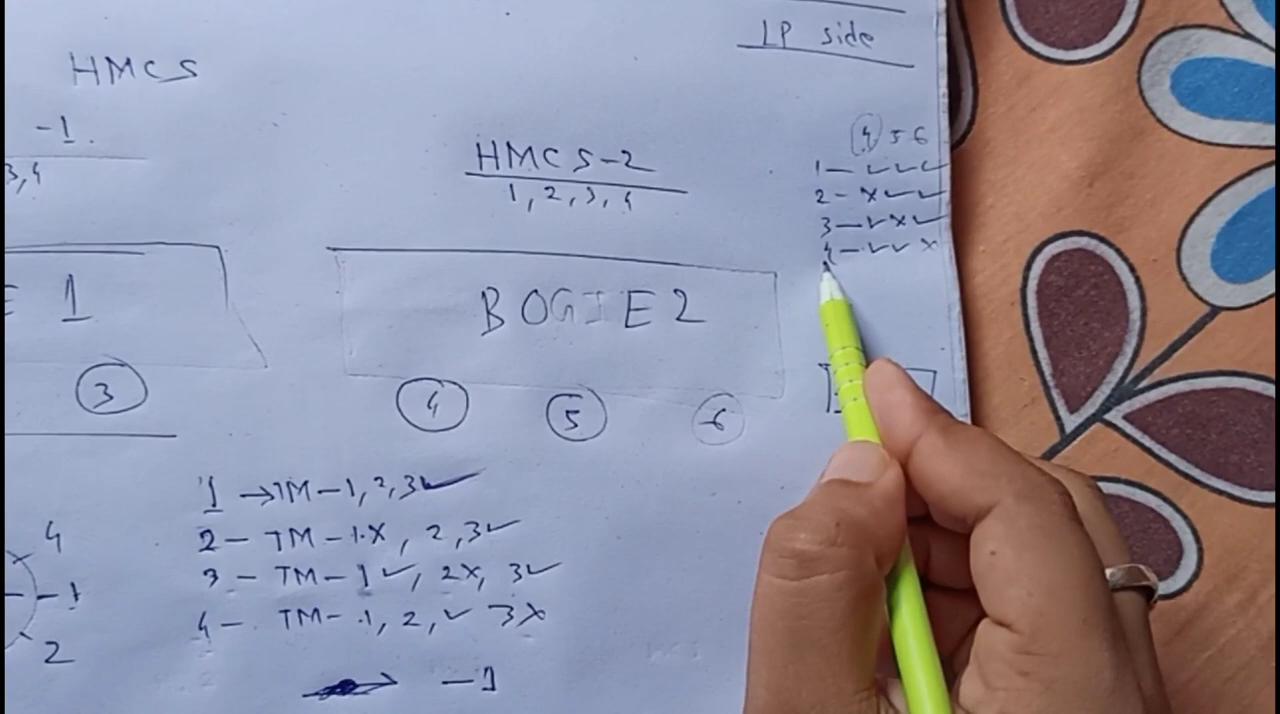 LP side
HMCS
-1.
3,4
HMCS-2
1, 2, 3, 4
4 5 6
1 - ✓ ✓ ✓
2 - × ✓ ✓
3 - ✓ × ✓
4 - ✓ ✓ ×
E 1
BOGIE 2
3
4 5 6
1 → TM - 1, 2, 3 ✓
2 - TM - 1.×, 2, 3 ✓
3 - TM - 1 ✓, 2×, 3 ✓
4 - . TM - .1, 2, ✓ 3×
4
-1
2
-1